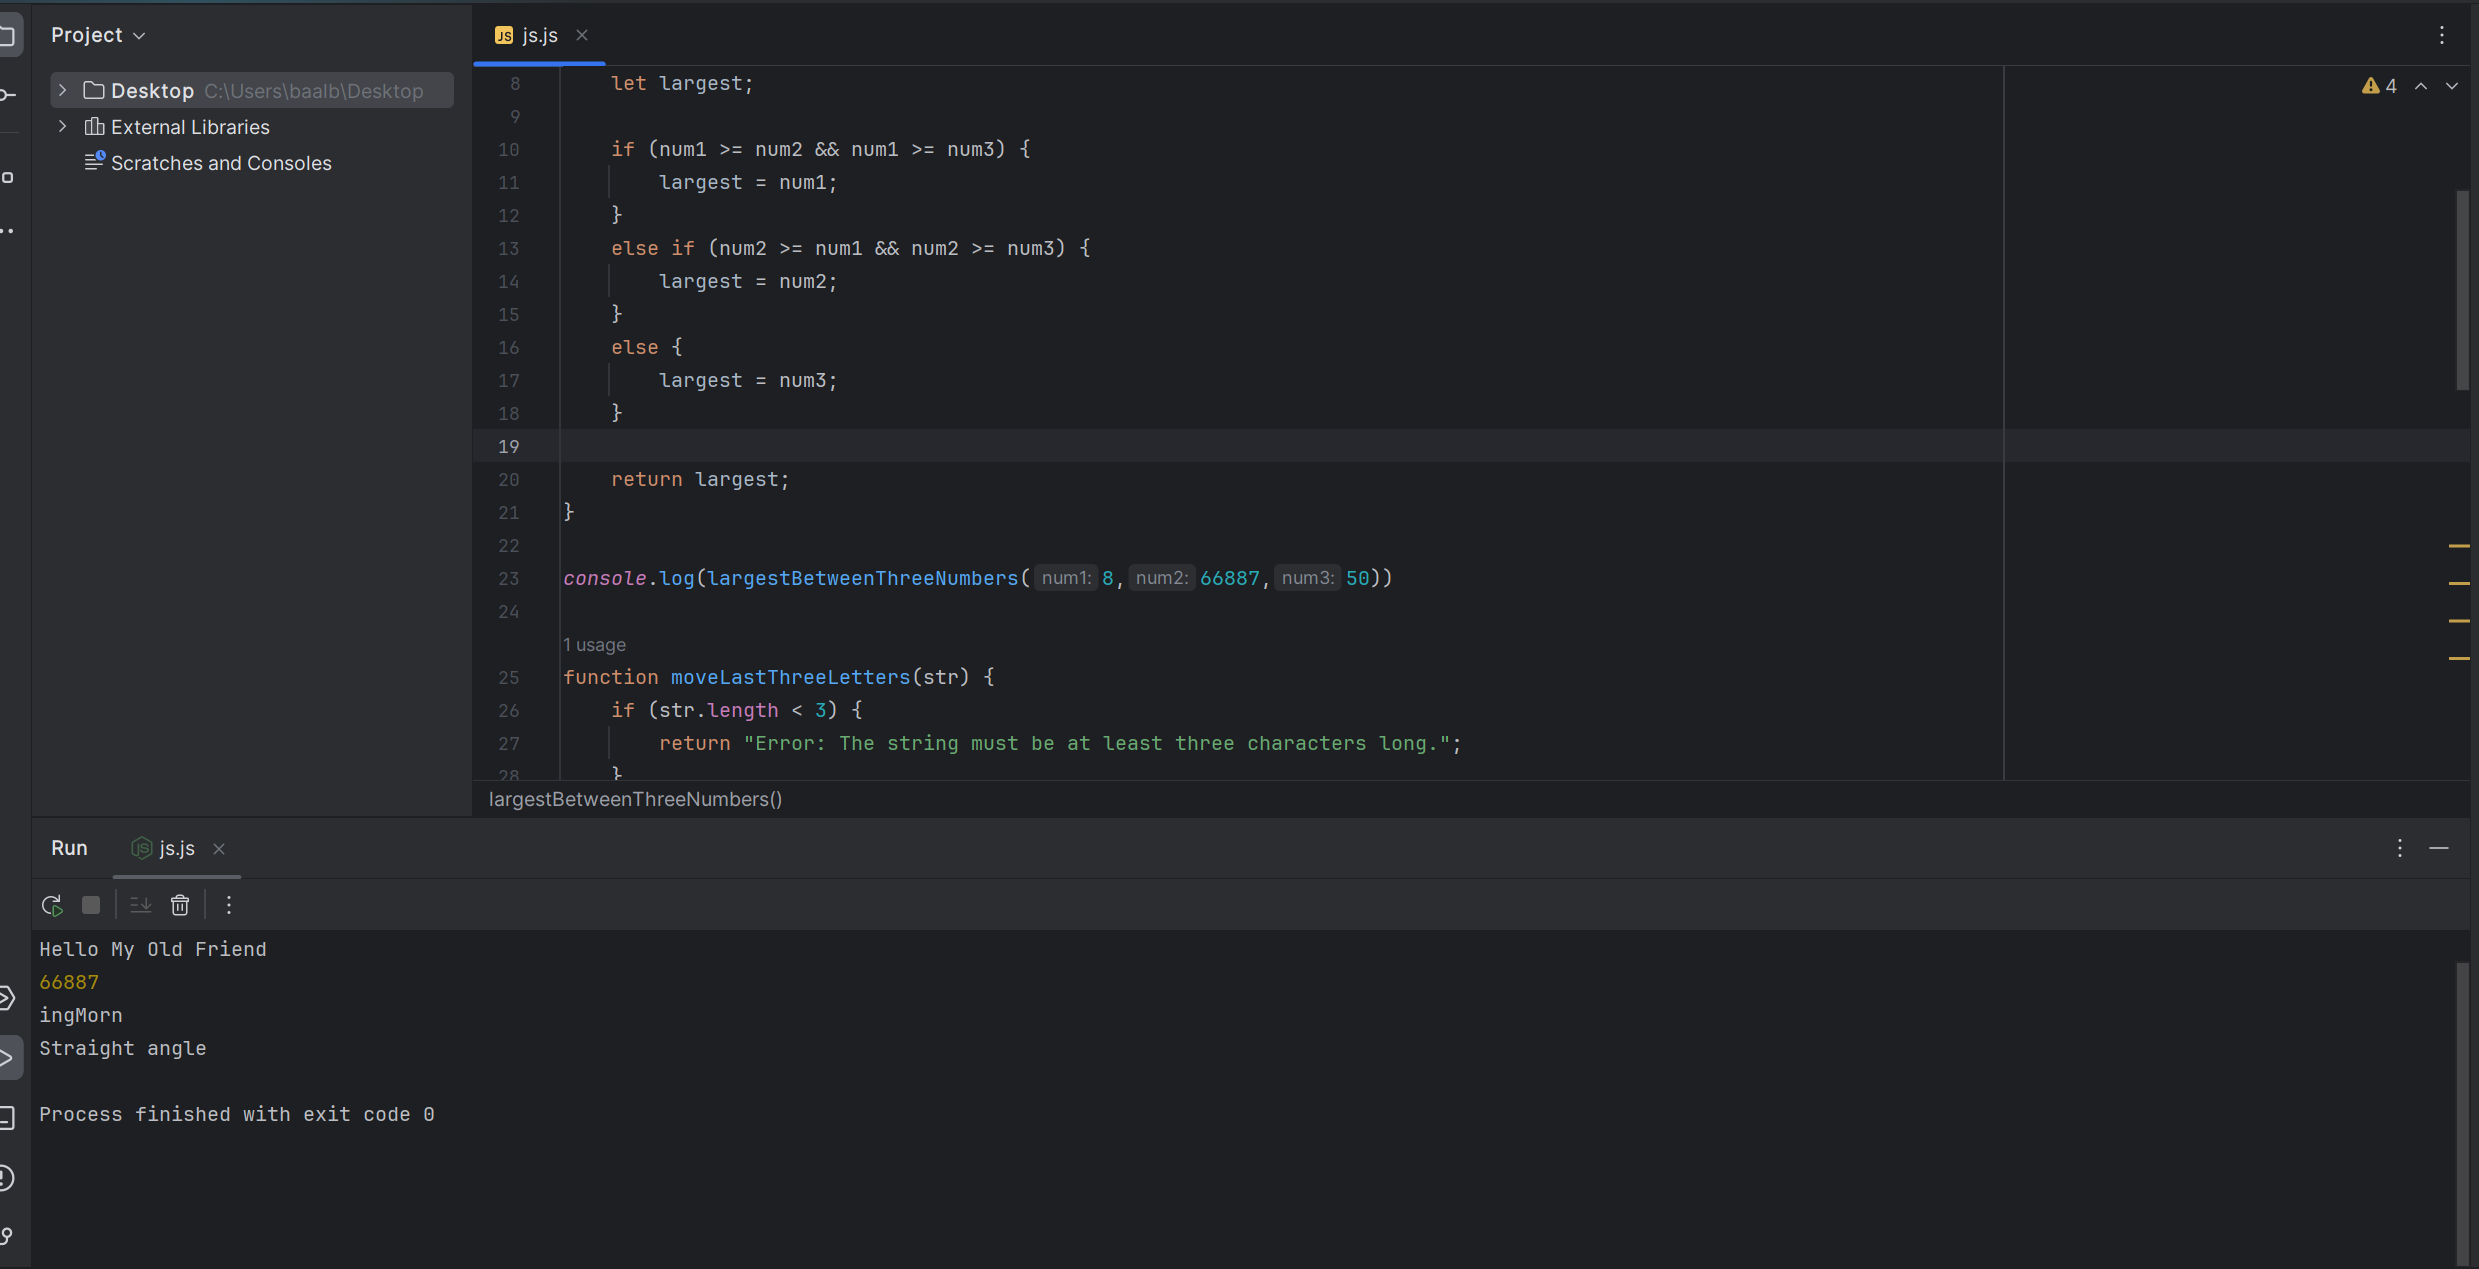 Project
Desktop C:\Users\baalb\Desktop
External Libraries
Scratches and Consoles
js.js
4
8 let largest;
9
10 if (num1 >= num2 && num1 >= num3) {
11 largest = num1;
12 }
13 else if (num2 >= num1 && num2 >= num3) {
14 largest = num2;
15 }
16 else {
17 largest = num3;
18 }
19
20 return largest;
21 }
22
23 console.log(largestBetweenThreeNumbers( num1: 8, num2: 66887, num3: 50))
24
1 usage
25 function moveLastThreeLetters(str) {
26 if (str.length < 3) {
27 return "Error: The string must be at least three characters long.";
28 }
largestBetweenThreeNumbers()
Run js.js
Hello My Old Friend
66887
ingMorn
Straight angle
Process finished with exit code 0